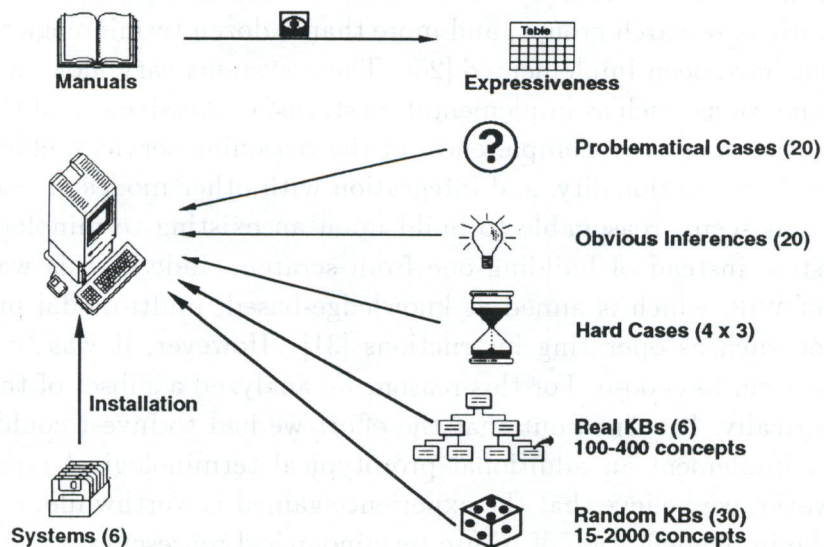 Table
Manuals
Expressiveness
Problematical Cases (20)
Obvious Inferences (20)
Hard Cases (4 x 3)
Installation
Real KBs (6)
100-400 concepts
Systems (6)
Random KBs (30)
15-2000 concepts